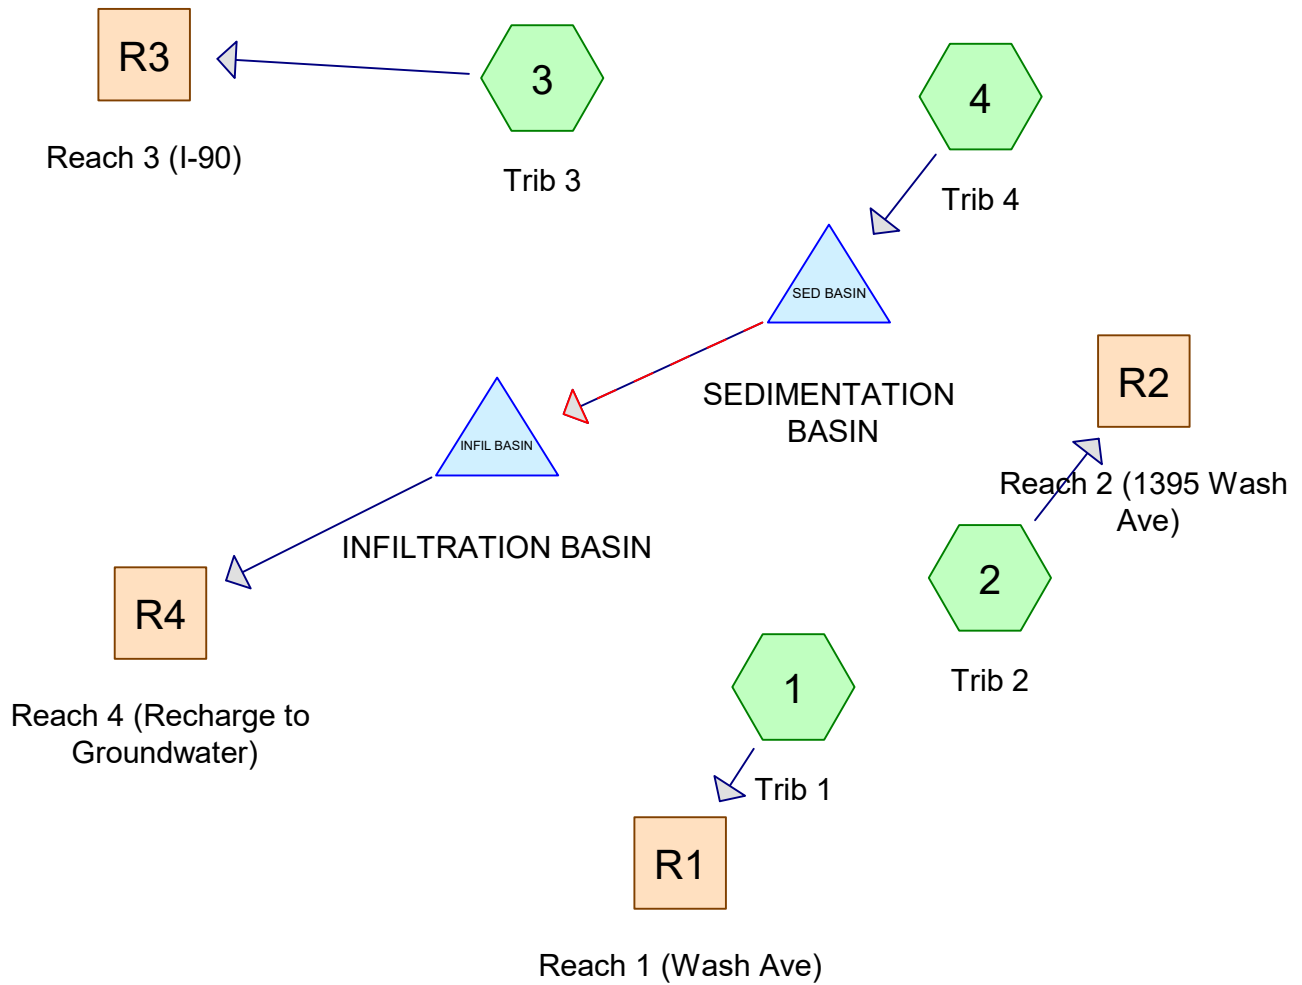 R3
3
4
Reach 3 (I-90)
Trib 3
Trib 4
SED BASIN
SEDIMENTATION
BASIN
R2
INFIL BASIN
Reach 2 (1395 Wash
Ave)
INFILTRATION BASIN
2
R4
Trib 2
1
Reach 4 (Recharge to
Groundwater)
Trib 1
R1
Reach 1 (Wash Ave)